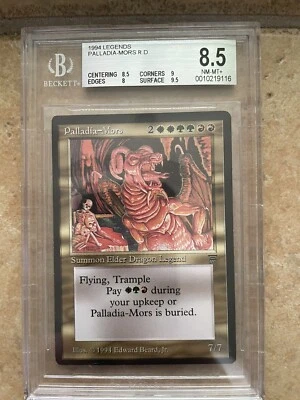 1994 LEGENDS
PALLADIA-MORS R D
BECKETT
CENTERING 8.5 CORNERS 9
EDGES 8 SURFACE 9.5
8.5
NM-MT+
0010219116
Palladia-Mors 2
Summon Elder Dragon Legend
Flying, Trample
Pay during
your upkeep or
Palladia-Mors is buried.
Illus. © 1994 Edward Beard, Jr.
7/7